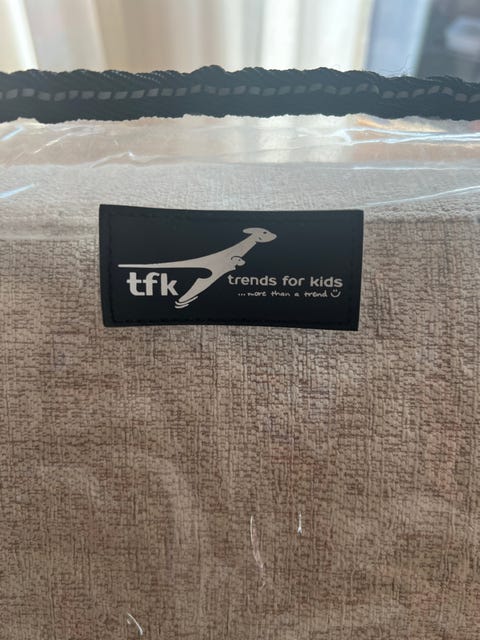 tfk trends for kids
...more than a trend